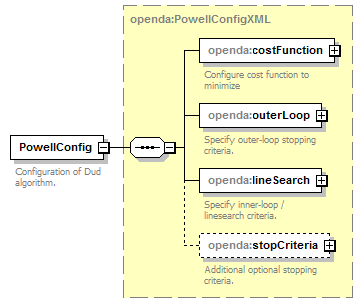 openda:PowellConfigXML
openda:costFunction
Configure cost function to
minimize
openda:outerLoop
Specify outer-loop stopping
criteria.
PowellConfig
Configuration of Dud
algorithm.
openda:lineSearch
Specify inner-loop /
linesearch criteria.
openda:stopCriteria
Additional optional stopping
criteria.